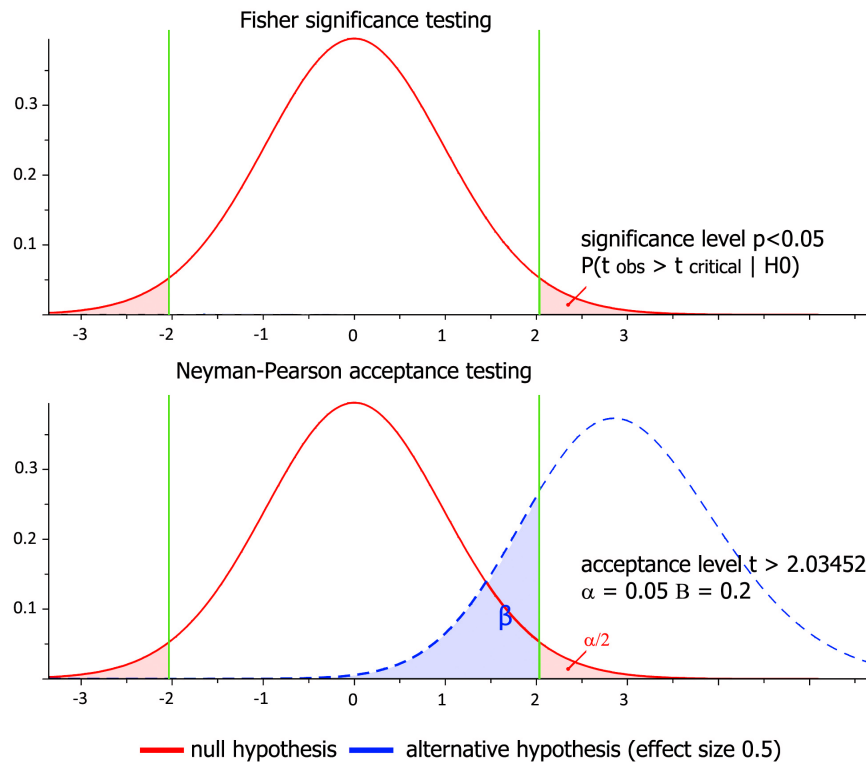 Fisher significance testing
0.3
0.2
0.1
significance level p<0.05
P(t obs > t critical | H0)
-3 -2 -1 0 1 2 3
Neyman-Pearson acceptance testing
0.3
0.2
0.1
acceptance level t > 2.03452
α = 0.05 B = 0.2
β
α/2
-3 -2 -1 0 1 2 3
null hypothesis alternative hypothesis (effect size 0.5)